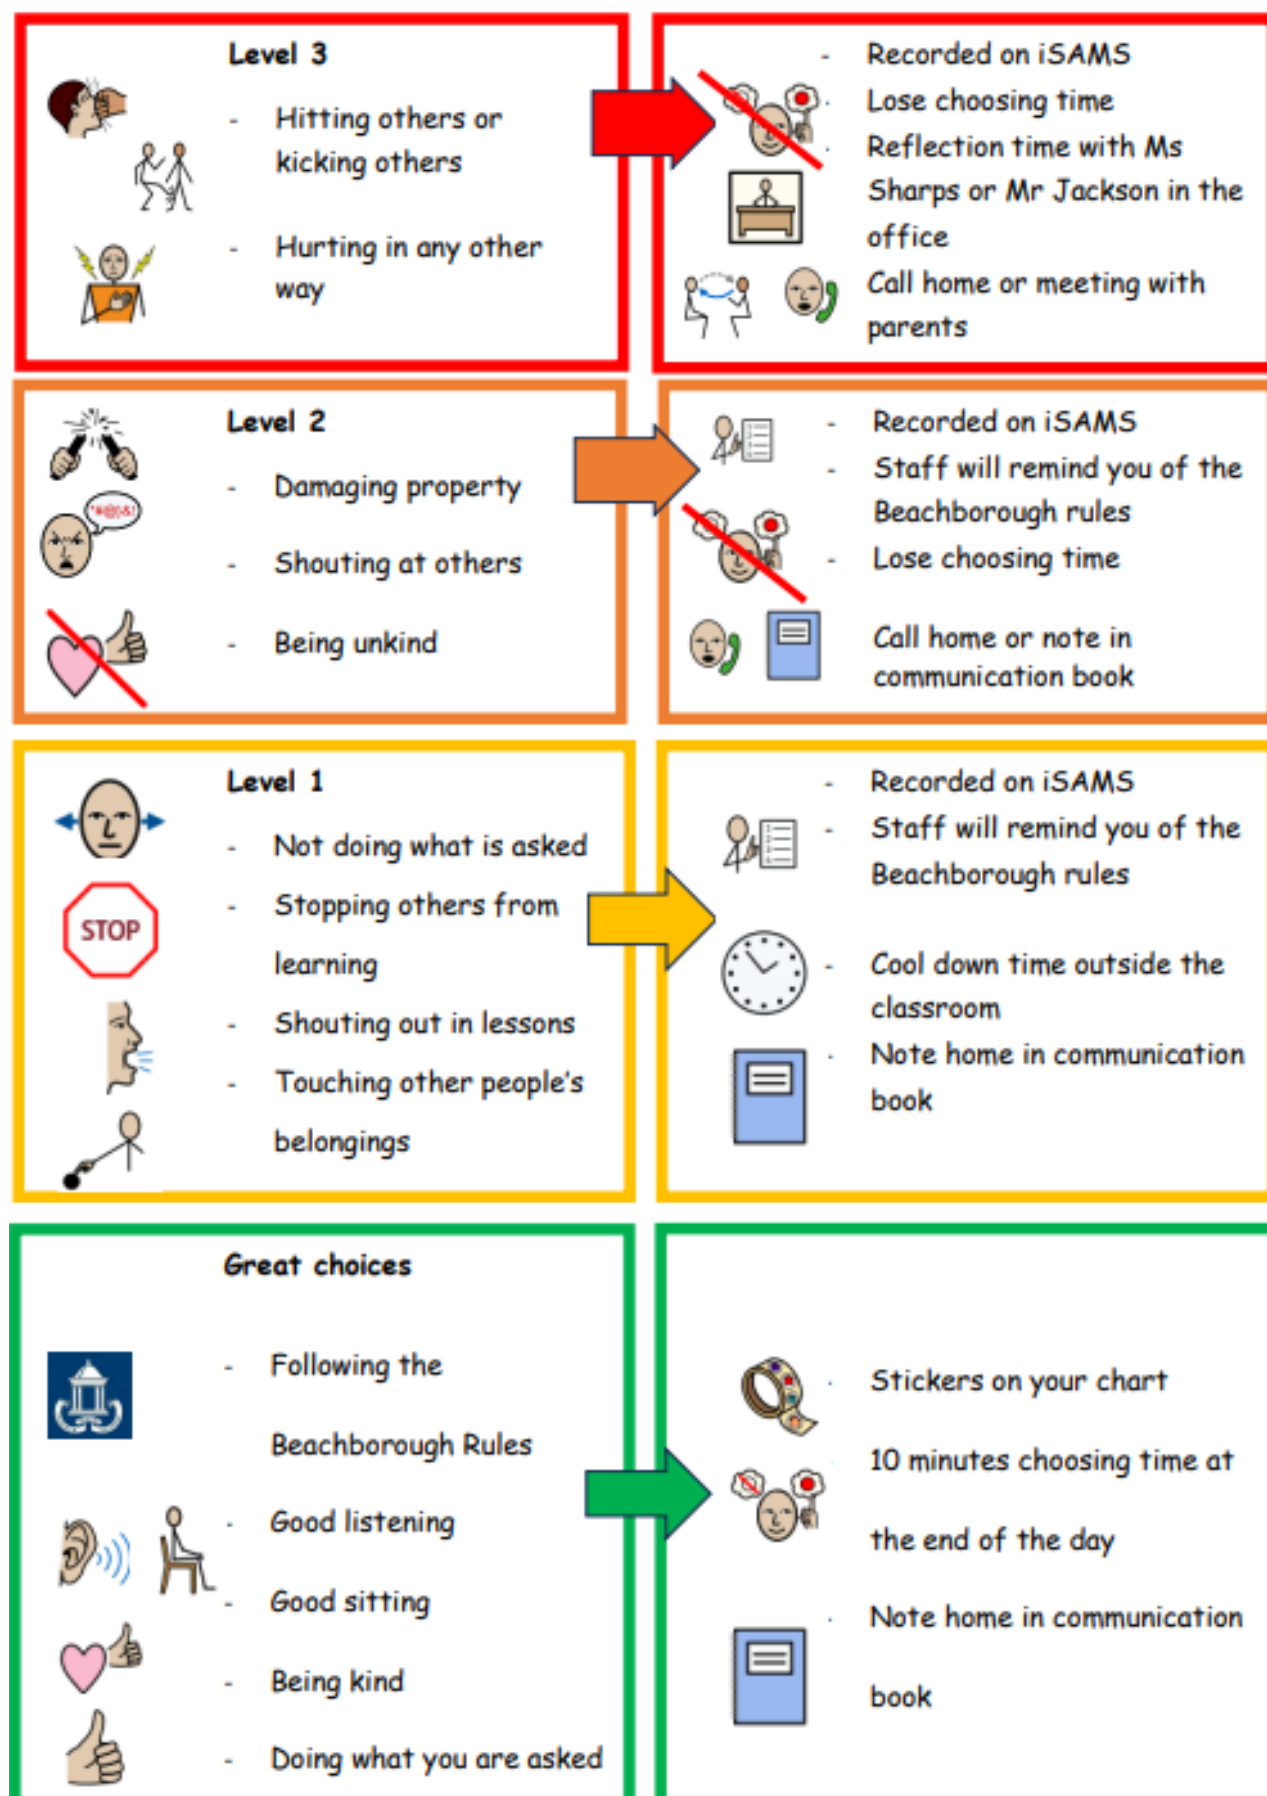 Level 3
- Hitting others or
kicking others
- Hurting in any other
way
- Recorded on iSAMS
Lose choosing time
Reflection time with Ms
Sharps or Mr Jackson in the
office
Call home or meeting with
parents
Level 2
- Damaging property
*#@!&!
- Shouting at others
- Being unkind
- Recorded on iSAMS
- Staff will remind you of the
Beachborough rules
- Lose choosing time
Call home or note in
communication book
Level 1
- Not doing what is asked
- Stopping others from
STOP
learning
- Shouting out in lessons
- Touching other people's
belongings
- Recorded on iSAMS
- Staff will remind you of the
Beachborough rules
- Cool down time outside the
classroom
Note home in communication
book
Great choices
- Following the
Beachborough Rules
Good listening
- Good sitting
- Being kind
- Doing what you are asked
Stickers on your chart
10 minutes choosing time at
the end of the day
Note home in communication
book